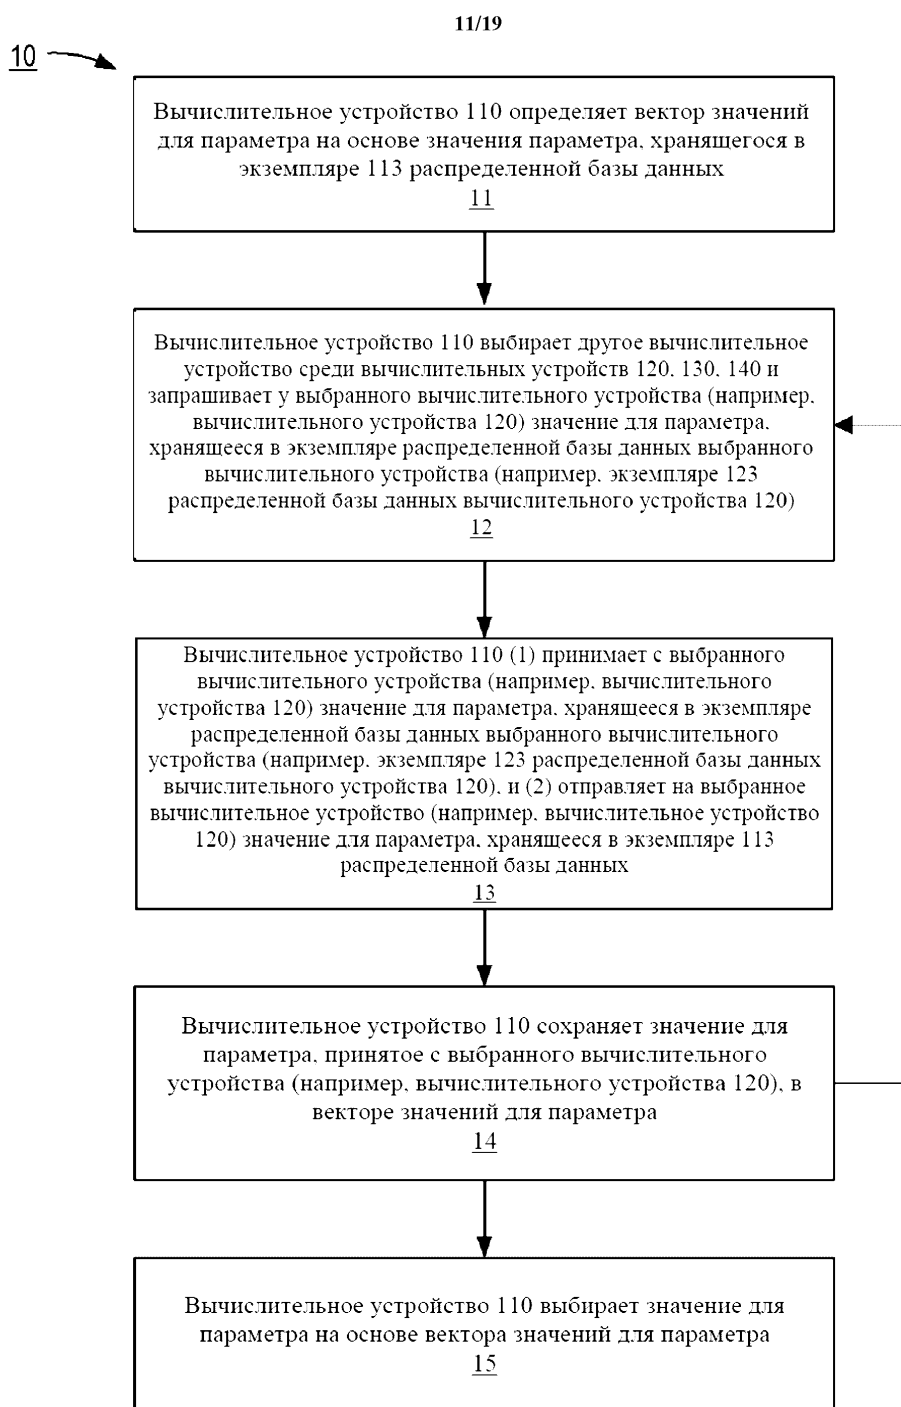 11/19
10
Вычислительное устройство 110 определяет вектор значений
для параметра на основе значения параметра, хранящегося в
экземпляре 113 распределенной базы данных
11
Вычислительное устройство 110 выбирает другое вычислительное
устройство среди вычислительных устройств 120, 130, 140 и
запрашивает у выбранного вычислительного устройства (например,
вычислительного устройства 120) значение для параметра,
хранящееся в экземпляре распределенной базы данных выбранного
вычислительного устройства (например, экземпляре 123
распределенной базы данных вычислительного устройства 120)
12
Вычислительное устройство 110 (1) принимает с выбранного
вычислительного устройства (например, вычислительного
устройства 120) значение для параметра, хранящееся в экземпляре
распределенной базы данных выбранного вычислительного
устройства (например, экземпляре 123 распределенной базы данных
вычислительного устройства 120), и (2) отправляет на выбранное
вычислительное устройство (например, вычислительное устройство
120) значение для параметра, хранящееся в экземпляре 113
распределенной базы данных
13
Вычислительное устройство 110 сохраняет значение для
параметра, принятое с выбранного вычислительного
устройства (например, вычислительного устройства 120), в
векторе значений для параметра
14
Вычислительное устройство 110 выбирает значение для
параметра на основе вектора значений для параметра
15